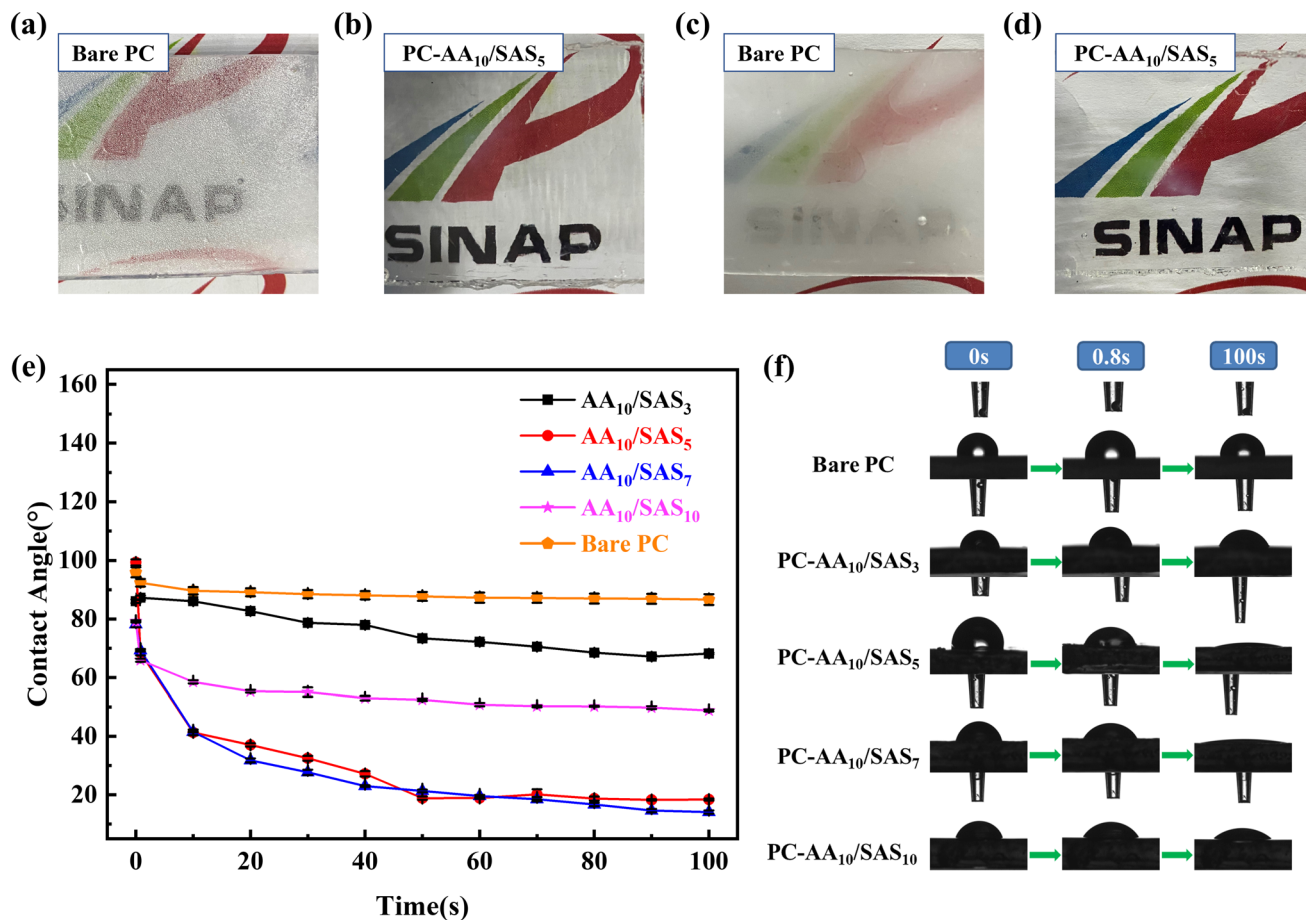 (a)
Bare PC
SINAP
(b)
PC-AA₁₀/SAS₅
SINAP
(c)
Bare PC
SINAP
(d)
PC-AA₁₀/SAS₅
SINAP
(e)
160
140
120
100
80
60
40
20
0
20
40
60
80
100
Contact Angle(°)
Time(s)
AA₁₀/SAS₃
AA₁₀/SAS₅
AA₁₀/SAS₇
AA₁₀/SAS₁₀
Bare PC
(f)
0s
0.8s
100s
Bare PC
PC-AA₁₀/SAS₃
PC-AA₁₀/SAS₅
PC-AA₁₀/SAS₇
PC-AA₁₀/SAS₁₀